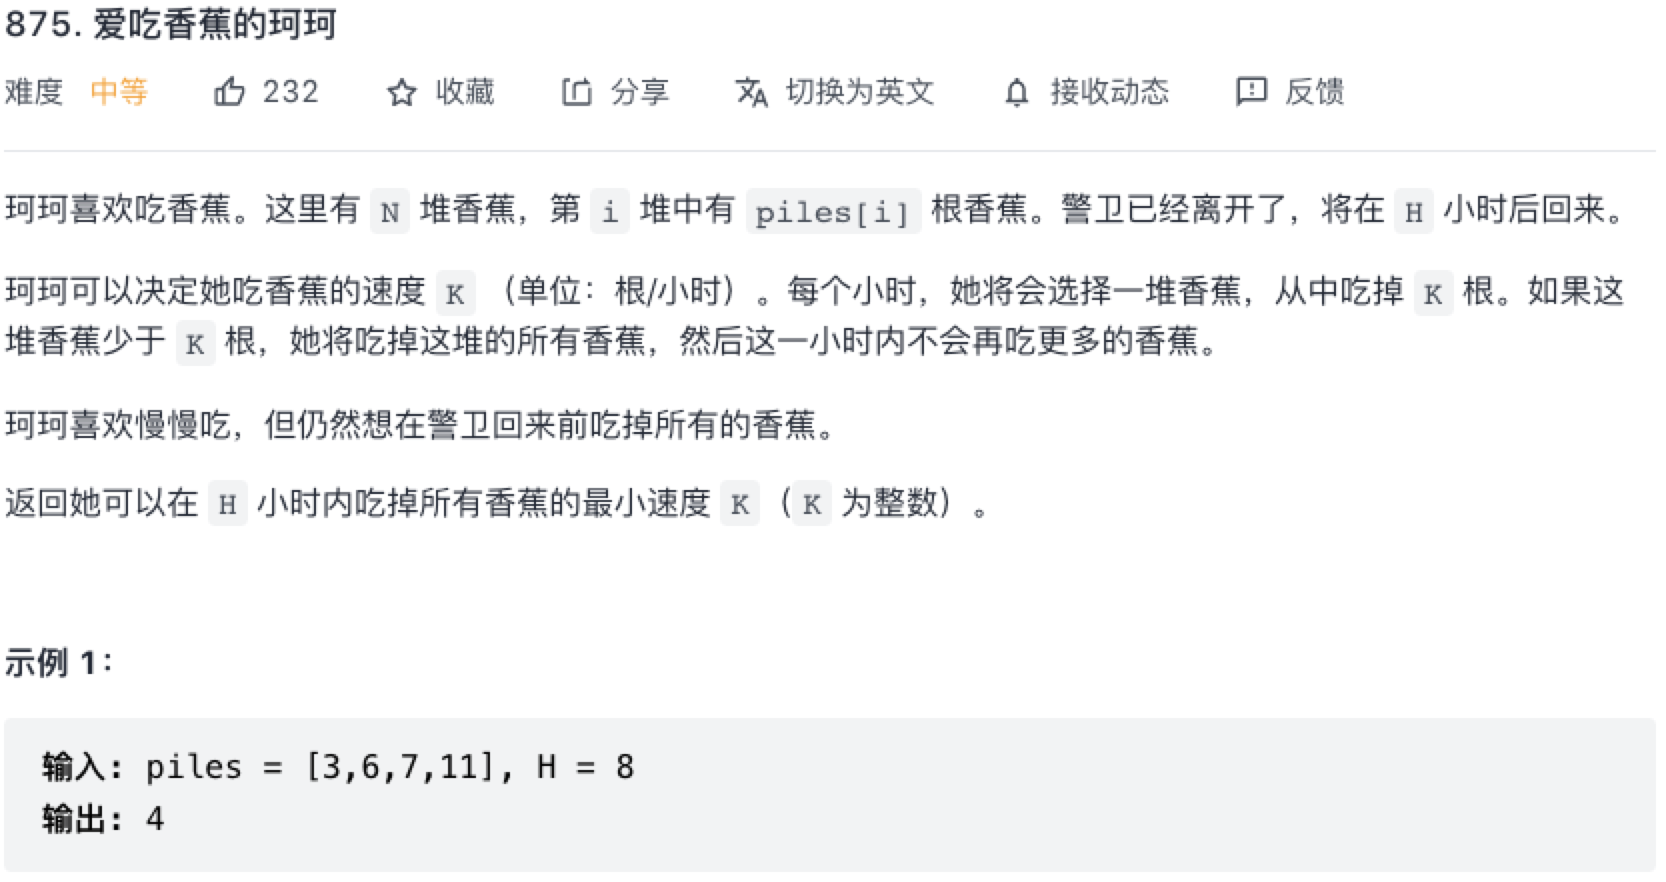 875. 爱吃香蕉的珂珂
难度 中等 232 收藏 分享 切换为英文 接收动态 反馈
珂珂喜欢吃香蕉。这里有 N 堆香蕉，第 i 堆中有 piles[i] 根香蕉。警卫已经离开了，将在 H 小时后回来。
珂珂可以决定她吃香蕉的速度 K （单位：根/小时）。每个小时，她将会选择一堆香蕉，从中吃掉 K 根。如果这
堆香蕉少于 K 根，她将吃掉这堆的所有香蕉，然后这一小时内不会再吃更多的香蕉。
珂珂喜欢慢慢吃，但仍然想在警卫回来前吃掉所有的香蕉。
返回她可以在 H 小时内吃掉所有香蕉的最小速度 K（K 为整数）。
示例 1：
输入: piles = [3,6,7,11], H = 8
输出: 4